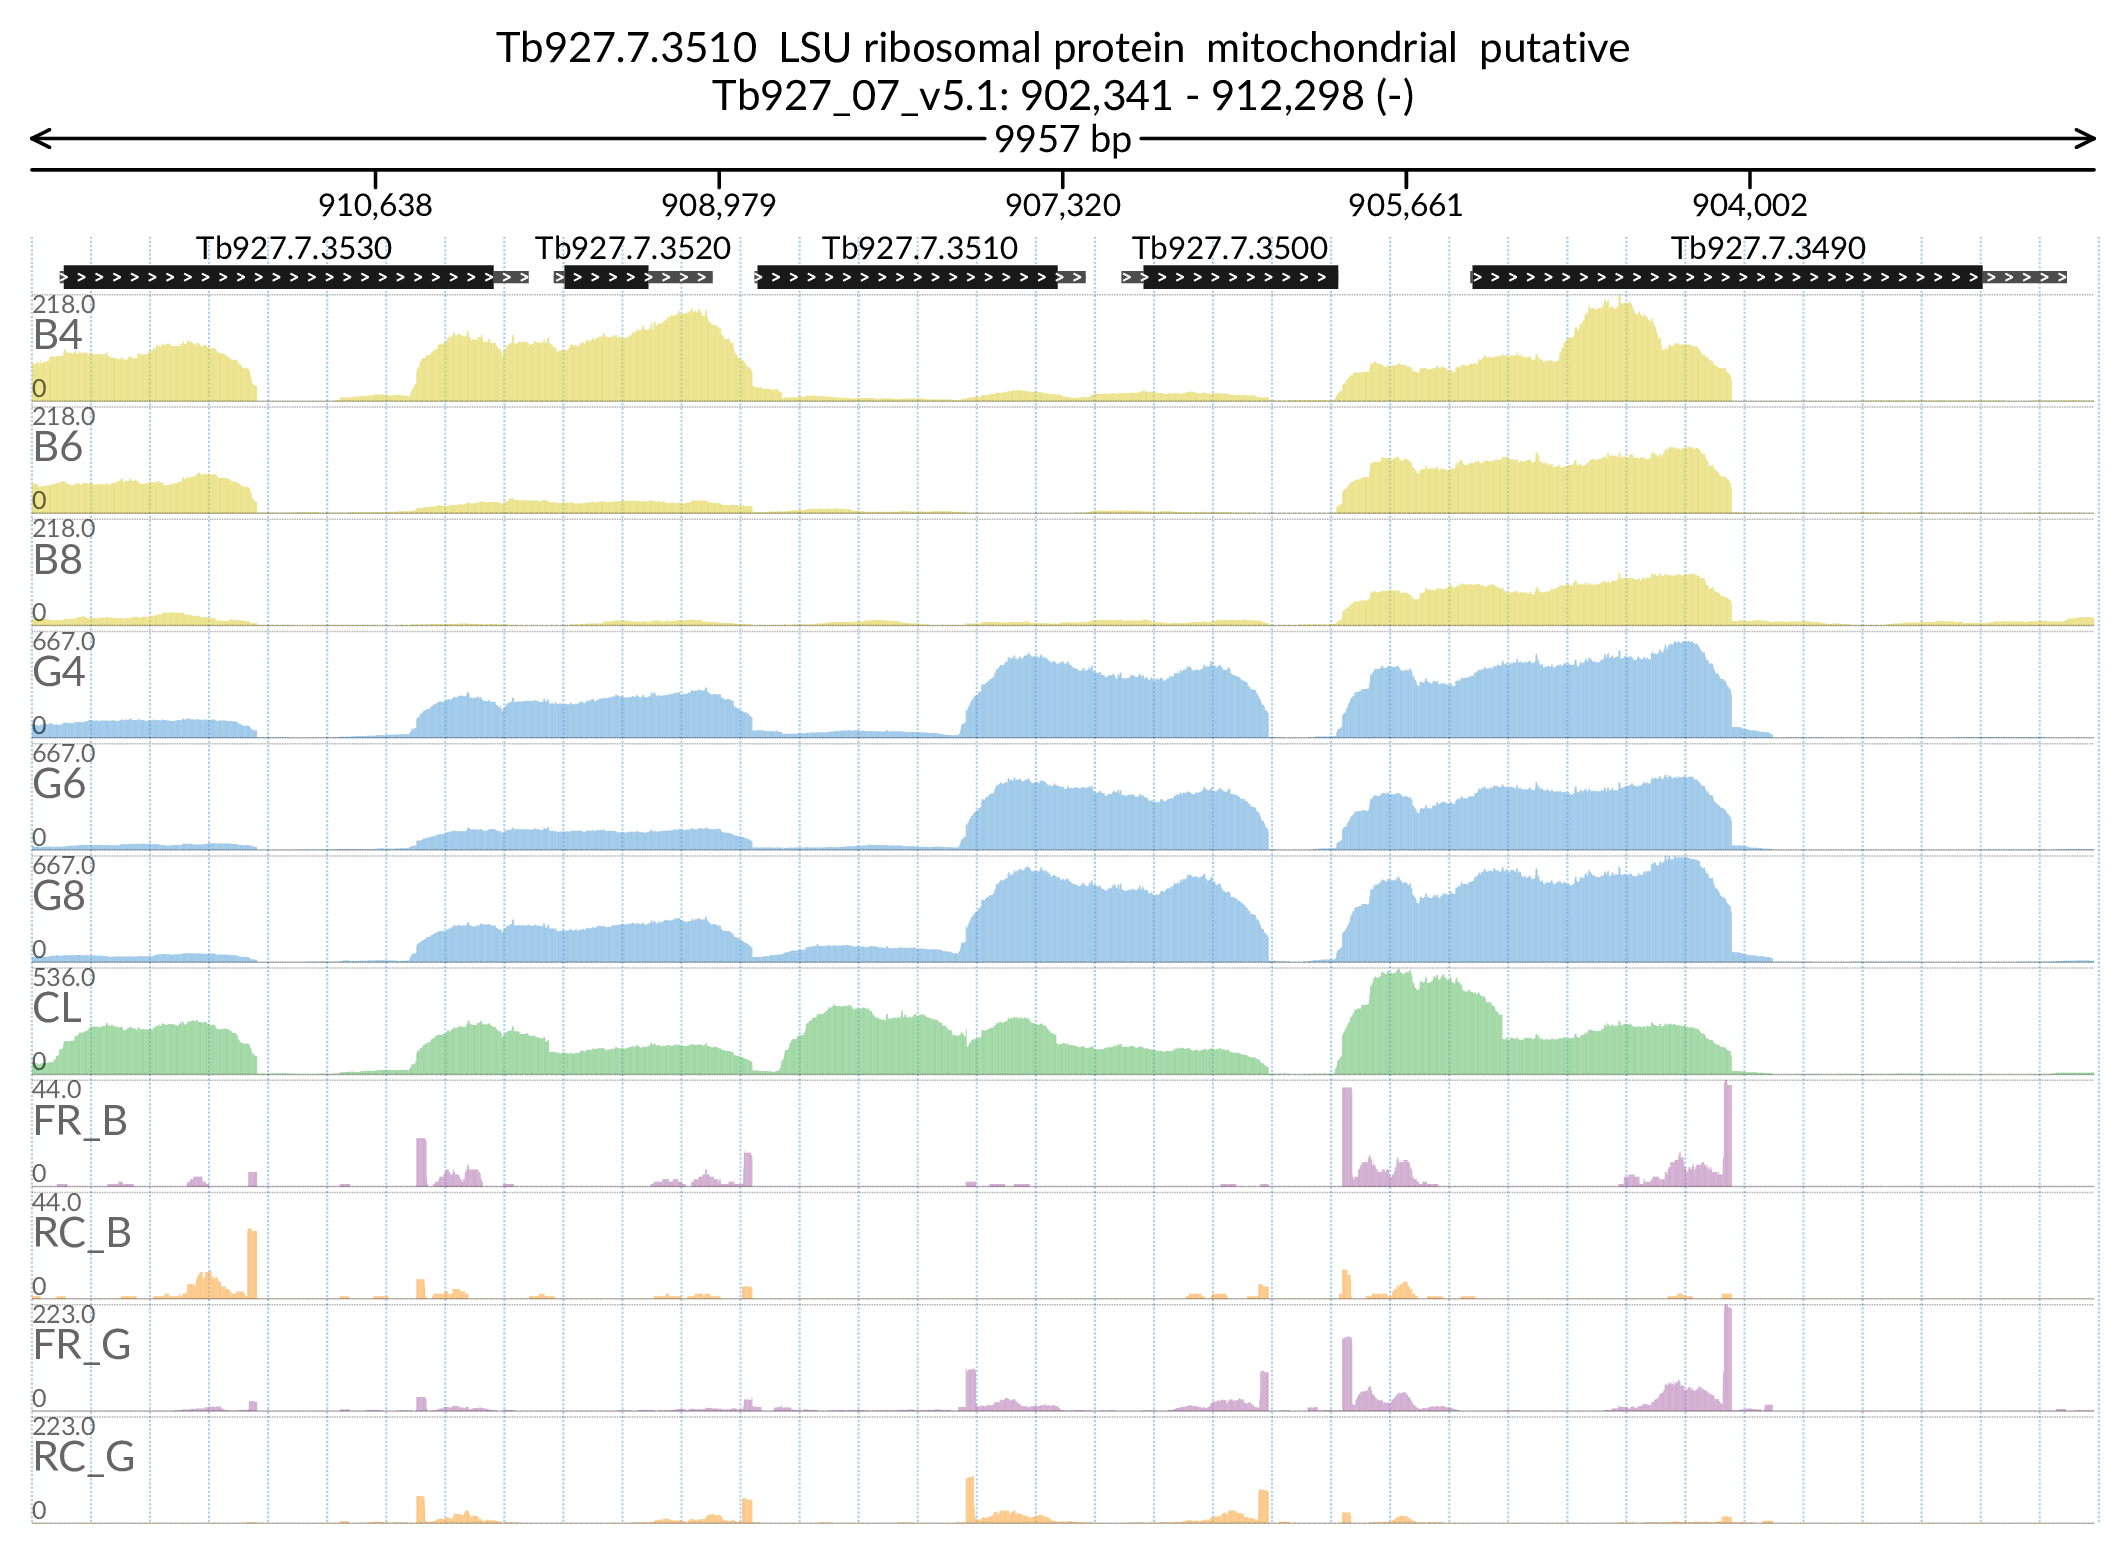 Tb927.7.3510 LSU ribosomal protein mitochondrial putative
Tb927_07_v5.1: 902,341 - 912,298 (-)
9957 bp
910,638 908,979 907,320 905,661 904,002
Tb927.7.3530 Tb927.7.3520 Tb927.7.3510 Tb927.7.3500 Tb927.7.3490
218.0
B4
0
218.0
B6
0
218.0
B8
0
667.0
G4
0
667.0
G6
0
667.0
G8
0
536.0
CL
0
44.0
FR_B
0
44.0
RC_B
0
223.0
FR_G
0
223.0
RC_G
0